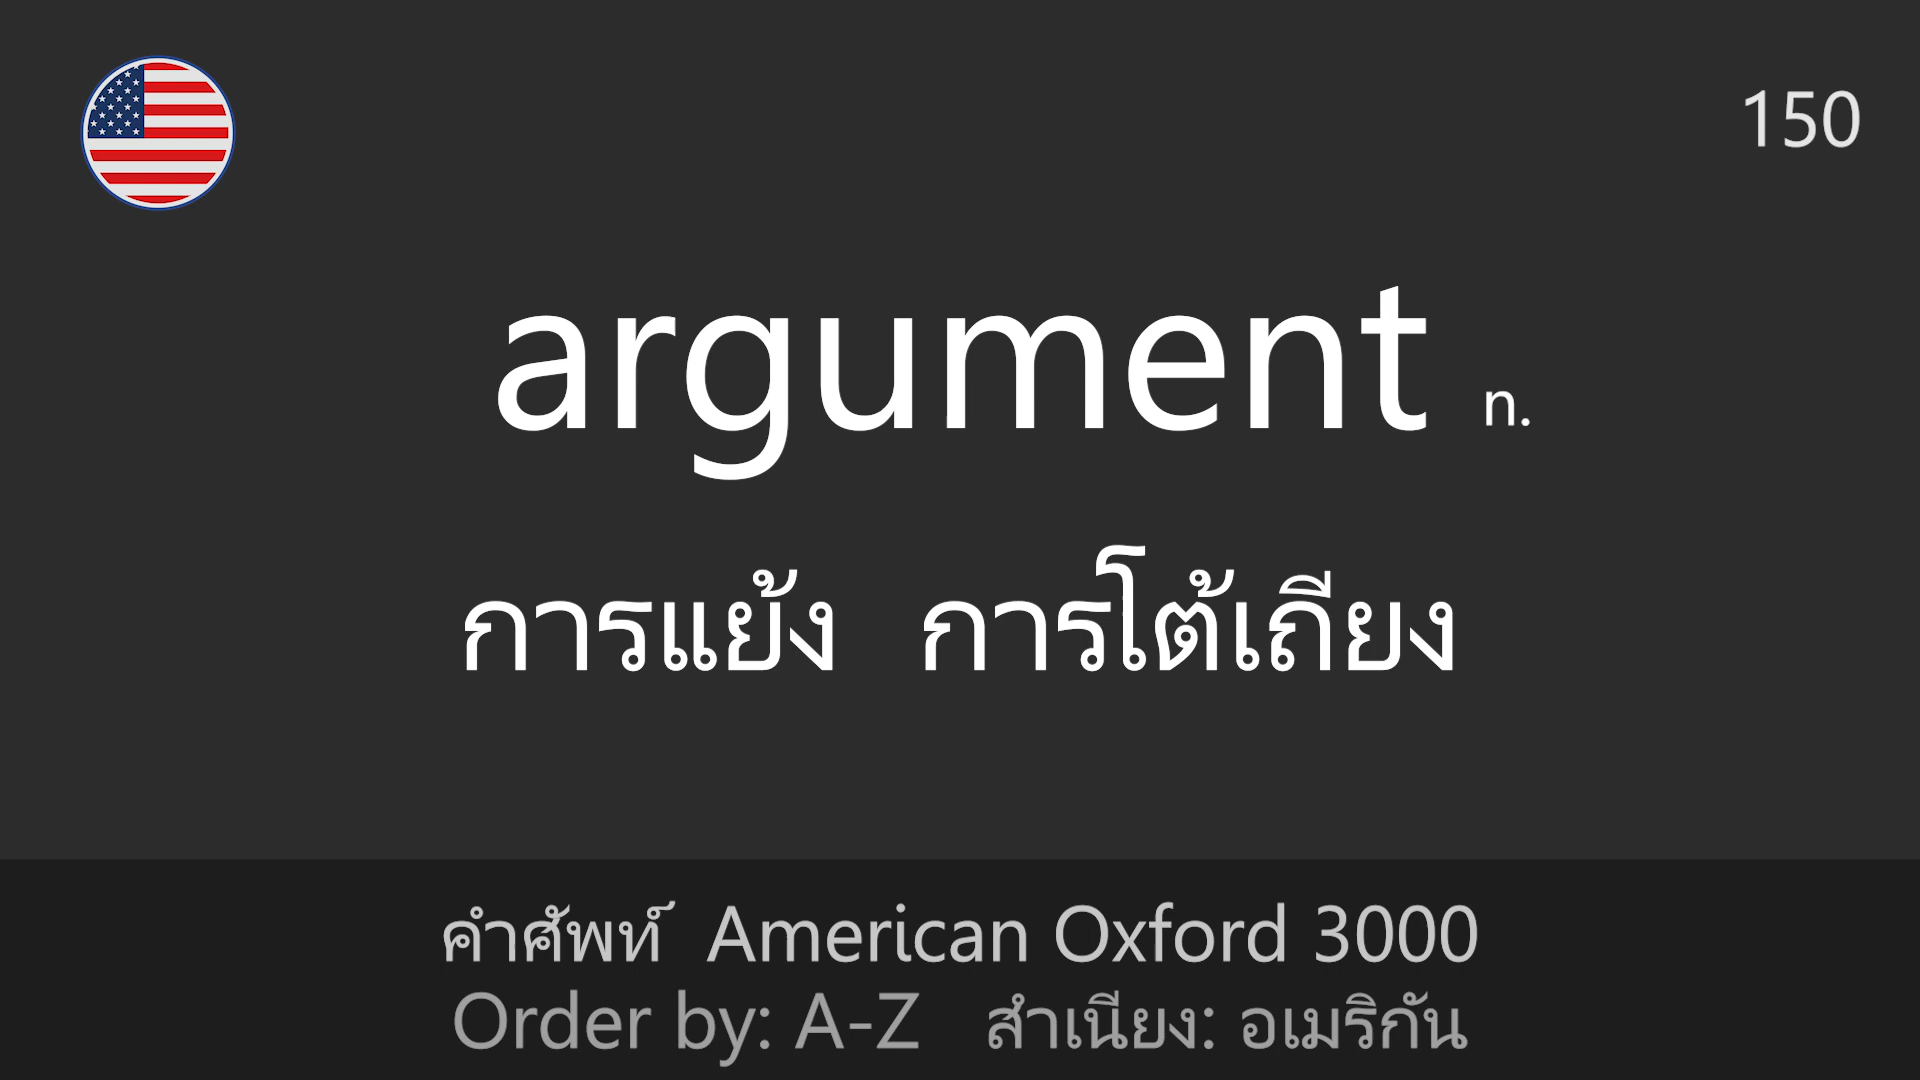 150
argument n.
การแย้ง การโต้เถียง
คำศัพท์ American Oxford 3000
Order by: A-Z สำเนียง: อเมริกัน